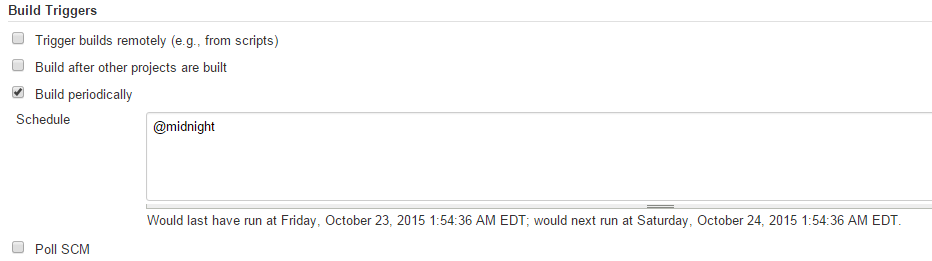 Build Triggers
Trigger builds remotely (e.g., from scripts)
Build after other projects are built
Build periodically
Schedule
@midnight
Would last have run at Friday, October 23, 2015 1:54:36 AM EDT; would next run at Saturday, October 24, 2015 1:54:36 AM EDT.
Poll SCM